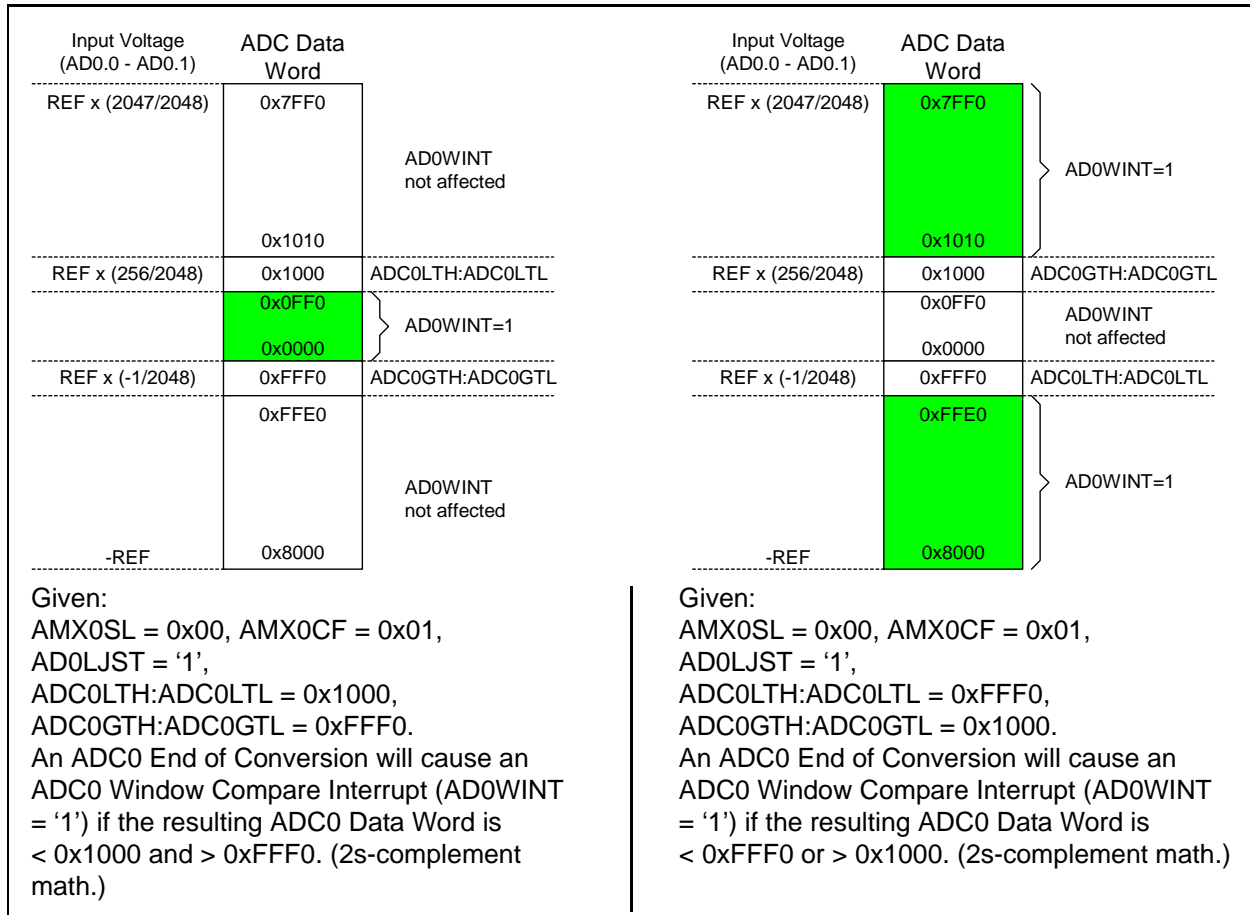 Input Voltage
(AD0.0 - AD0.1)
ADC Data
Word
REF x (2047/2048)
0x7FF0
AD0WINT
not affected
0x1010
REF x (256/2048)
0x1000
ADC0LTH:ADC0LTL
0x0FF0
AD0WINT=1
0x0000
REF x (-1/2048)
0xFFF0
ADC0GTH:ADC0GTL
0xFFE0
AD0WINT
not affected
-REF
0x8000
Given:
AMX0SL = 0x00, AMX0CF = 0x01,
AD0LJST = ‘1’,
ADC0LTH:ADC0LTL = 0x1000,
ADC0GTH:ADC0GTL = 0xFFF0.
An ADC0 End of Conversion will cause an
ADC0 Window Compare Interrupt (AD0WINT
= ‘1’) if the resulting ADC0 Data Word is
< 0x1000 and > 0xFFF0. (2s-complement
math.)
Input Voltage
(AD0.0 - AD0.1)
ADC Data
Word
REF x (2047/2048)
0x7FF0
AD0WINT=1
0x1010
REF x (256/2048)
0x1000
ADC0GTH:ADC0GTL
0x0FF0
AD0WINT
not affected
0x0000
REF x (-1/2048)
0xFFF0
ADC0LTH:ADC0LTL
0xFFE0
AD0WINT=1
-REF
0x8000
Given:
AMX0SL = 0x00, AMX0CF = 0x01,
AD0LJST = ‘1’,
ADC0LTH:ADC0LTL = 0xFFF0,
ADC0GTH:ADC0GTL = 0x1000.
An ADC0 End of Conversion will cause an
ADC0 Window Compare Interrupt (AD0WINT
= ‘1’) if the resulting ADC0 Data Word is
< 0xFFF0 or > 0x1000. (2s-complement math.)